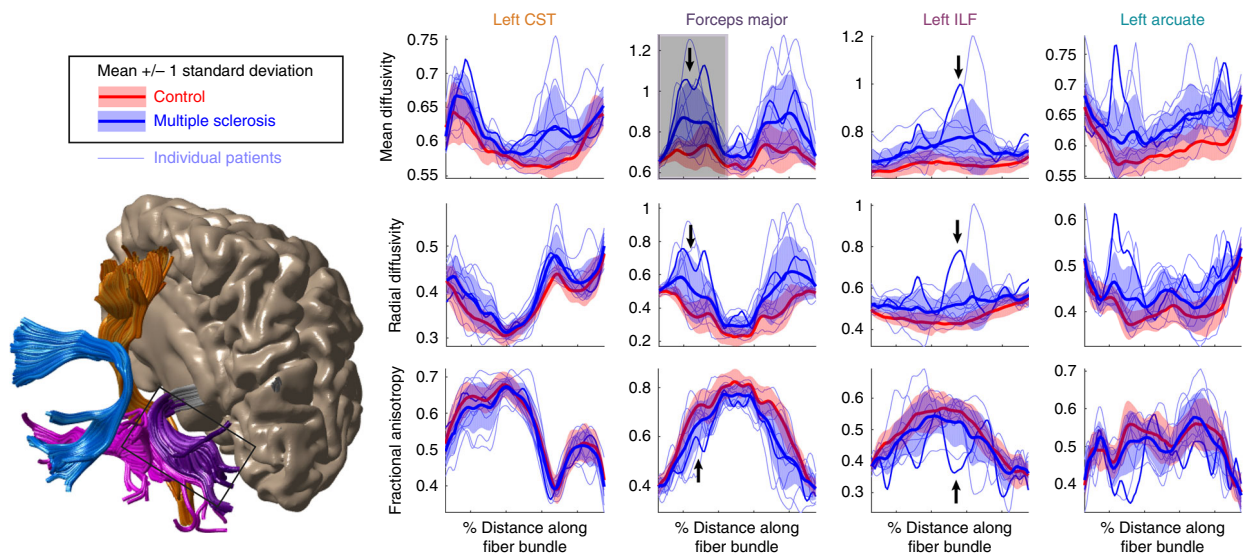 Left CST
Forceps major
Left ILF
Left arcuate
Mean +/– 1 standard deviation
Control
Multiple sclerosis
Individual patients
Mean diffusivity
0.75
0.7
0.65
0.6
0.55
1.2
1
0.8
0.6
1.2
1
0.8
0.75
0.7
0.65
0.6
0.55
Radial diffusivity
0.5
0.4
0.3
1
0.8
0.6
0.4
0.2
1
0.8
0.6
0.4
0.6
0.5
0.4
Fractional anisotropy
0.7
0.6
0.5
0.4
0.8
0.6
0.4
0.7
0.6
0.5
0.4
0.3
0.7
0.6
0.5
0.4
% Distance along
fiber bundle
% Distance along
fiber bundle
% Distance along
fiber bundle
% Distance along
fiber bundle